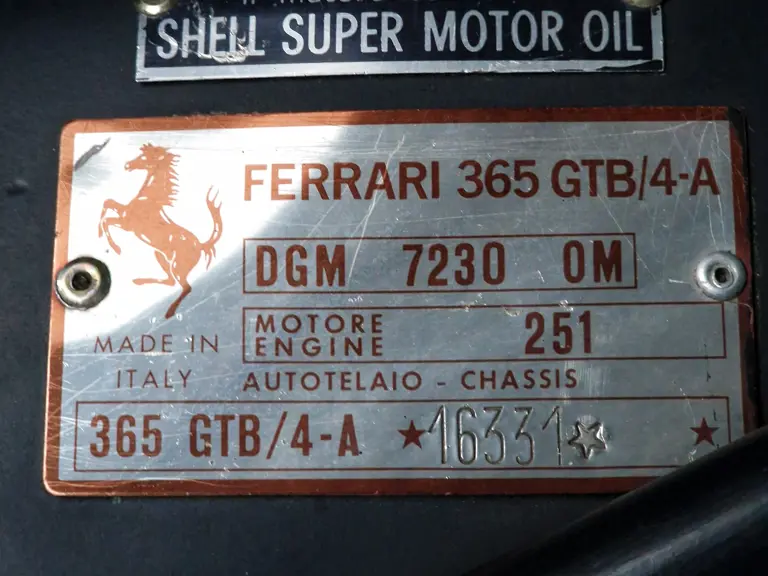 SHELL SUPER MOTOR OIL
FERRARI 365 GTB/4-A
DGM 7230 OM
MOTORE
ENGINE 251
MADE IN
ITALY
AUTOTELAIO - CHASSIS
365 GTB/4-A ★16331☆ ★